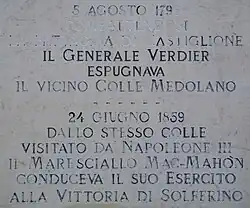 5 AGOSTO 179
CASTIGLIONE
IL GENERALE VERDIER
ESPUGNAVA
IL VICINO COLLE MEDOLANO
- - - - - -
24 GIUGNO 1859
DALLO STESSO COLLE
VISITATO DA NAPOLEONE III
IL MARESCIALLO MAC-MAHON
CONDUCEVA IL SUO ESERCITO
ALLA VITTORIA DI SOLFERINO